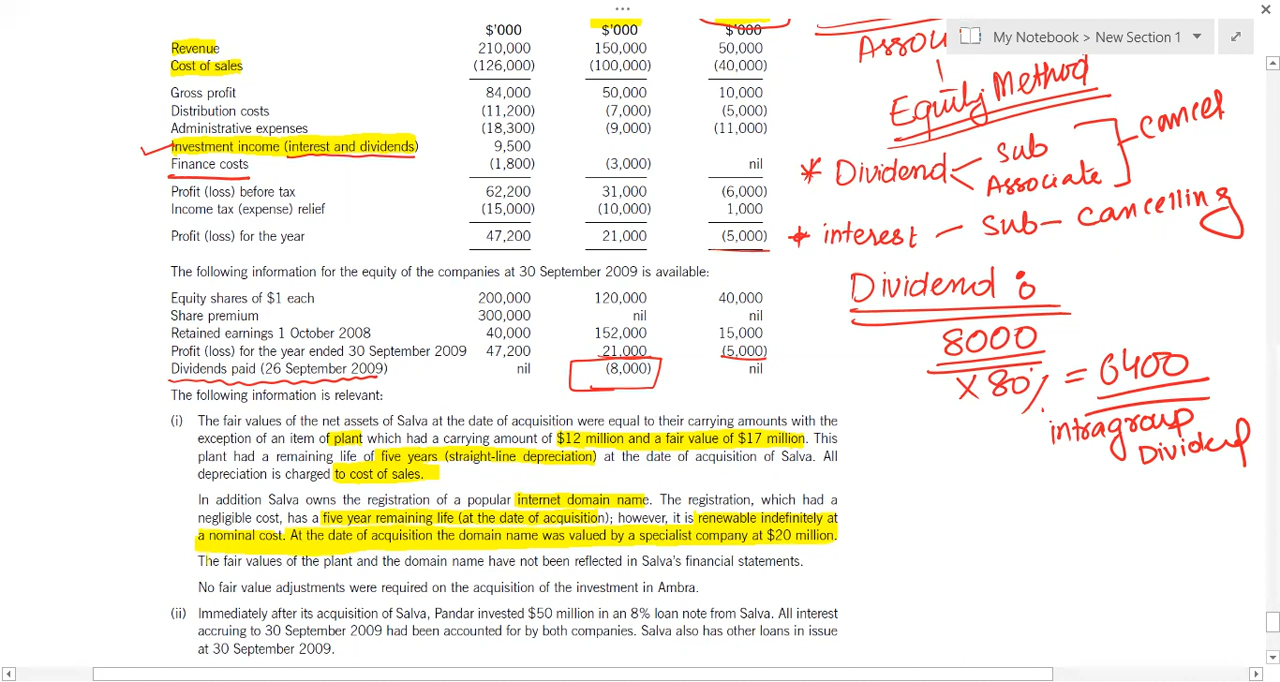 $'000 $'000 $'000
Revenue 210,000 150,000 50,000
Cost of sales (126,000) (100,000) (40,000)
Gross profit 84,000 50,000 10,000
Distribution costs (11,200) (7,000) (5,000)
Administrative expenses (18,300) (9,000) (11,000)
Investment income (interest and dividends) 9,500
Finance costs (1,800) (3,000) nil
Profit (loss) before tax 62,200 31,000 (6,000)
Income tax (expense) relief (15,000) (10,000) 1,000
Profit (loss) for the year 47,200 21,000 (5,000)
The following information for the equity of the companies at 30 September 2009 is available:
Equity shares of $1 each 200,000 120,000 40,000
Share premium 300,000 nil nil
Retained earnings 1 October 2008 40,000 152,000 15,000
Profit (loss) for the year ended 30 September 2009 47,200 21,000 (5,000)
Dividends paid (26 September 2009) nil (8,000) nil
The following information is relevant:
(i) The fair values of the net assets of Salva at the date of acquisition were equal to their carrying amounts with the
exception of an item of plant which had a carrying amount of $12 million and a fair value of $17 million. This
plant had a remaining life of five years (straight-line depreciation) at the date of acquisition of Salva. All
depreciation is charged to cost of sales.
In addition Salva owns the registration of a popular internet domain name. The registration, which had a
negligible cost, has a five year remaining life (at the date of acquisition); however, it is renewable indefinitely at
a nominal cost. At the date of acquisition the domain name was valued by a specialist company at $20 million.
The fair values of the plant and the domain name have not been reflected in Salva's financial statements.
No fair value adjustments were required on the acquisition of the investment in Ambra.
(ii) Immediately after its acquisition of Salva, Pandar invested $50 million in an 8% loan note from Salva. All interest
accruing to 30 September 2009 had been accounted for by both companies. Salva also has other loans in issue
at 30 September 2009.
My Notebook > New Section 1
Equity Method
* Dividend < sub
Associate
cancel
* interest - sub - cancelling
Dividend :
8000
x 80% = 6400
intragroup
Dividend